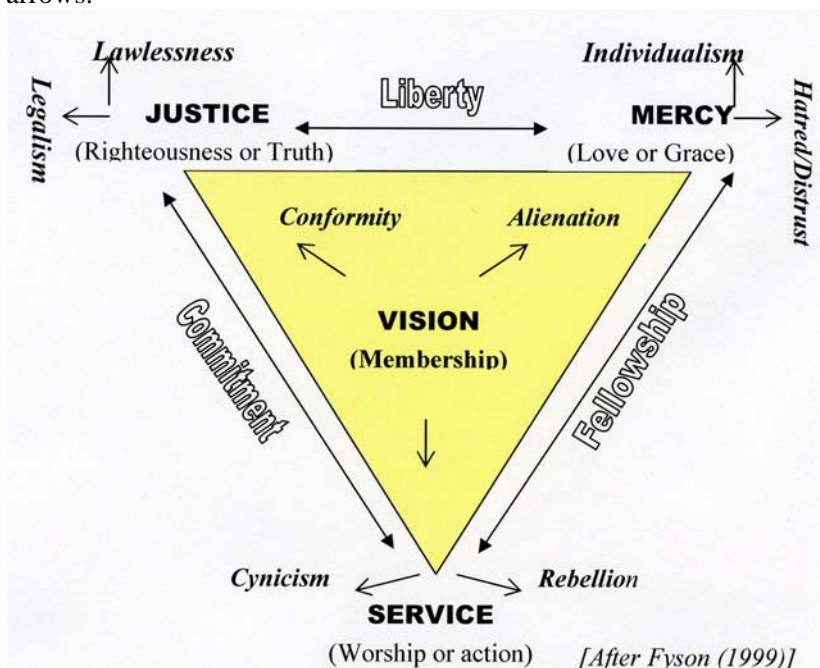 arrows.
Lawlessness
Individualism
Legalism
Liberty
Hatred/Distrust
JUSTICE
MERCY
(Righteousness or Truth)
(Love or Grace)
Conformity
Alienation
VISION
(Membership)
Commitment
Fellowship
Cynicism
Rebellion
SERVICE
(Worship or action)
[After Fyson (1999)]